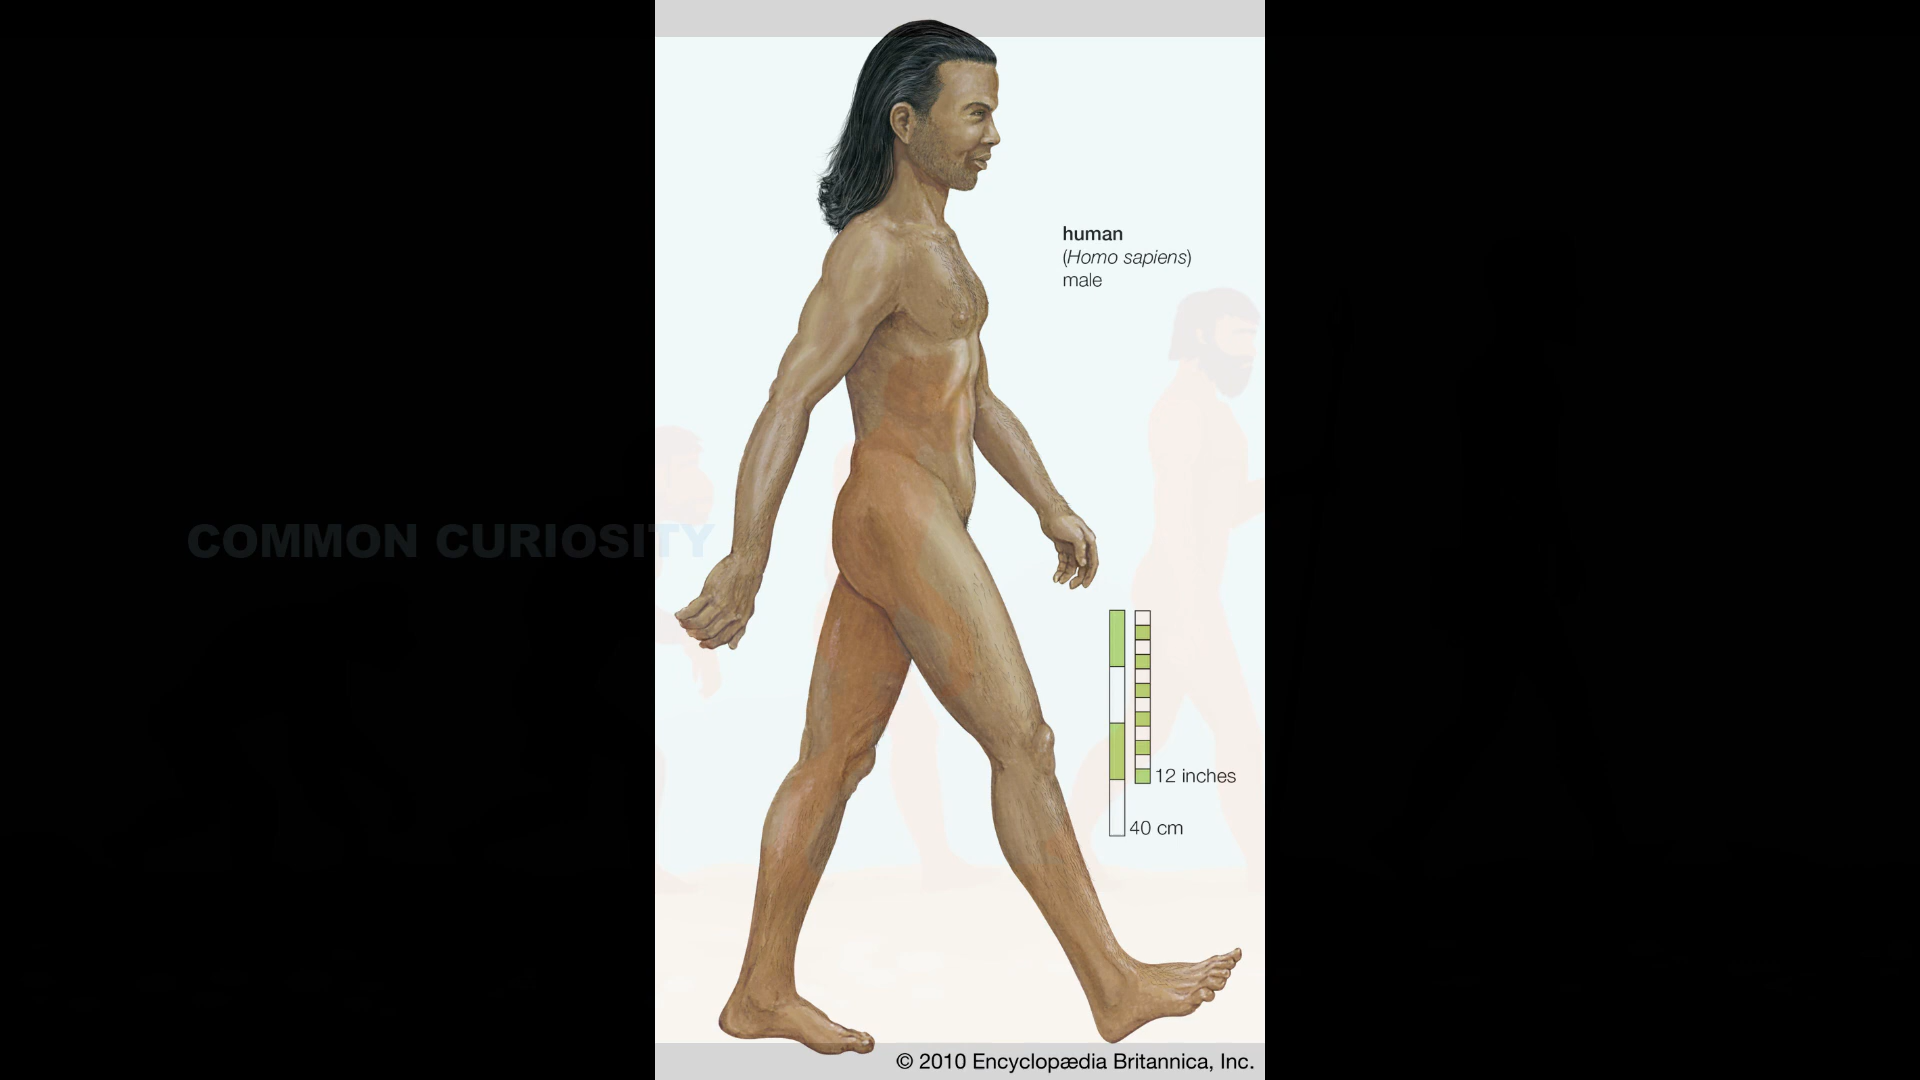 human
(Homo sapiens)
male
COMMON CURIOSITY
12 inches
40 cm
© 2010 Encyclopædia Britannica, Inc.